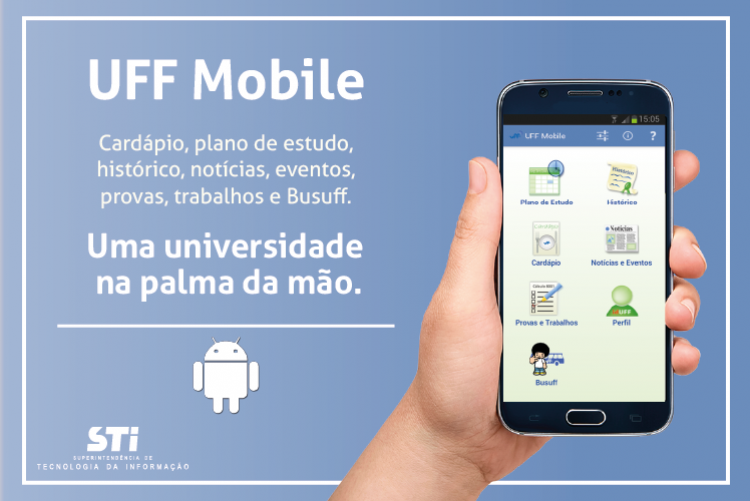 UFF Mobile
Cardápio, plano de estudo,
histórico, notícias, eventos,
provas, trabalhos e Busuff.
Uma universidade
na palma da mão.
STi
SUPERINTENDÊNCIA DE
TECNOLOGIA DA INFORMAÇÃO
15:05
UFF Mobile
?
Plano de Estudo
Histórico
Cardápio
Notícias e Eventos
Provas e Trabalhos
UFF
Perfil
Busuff